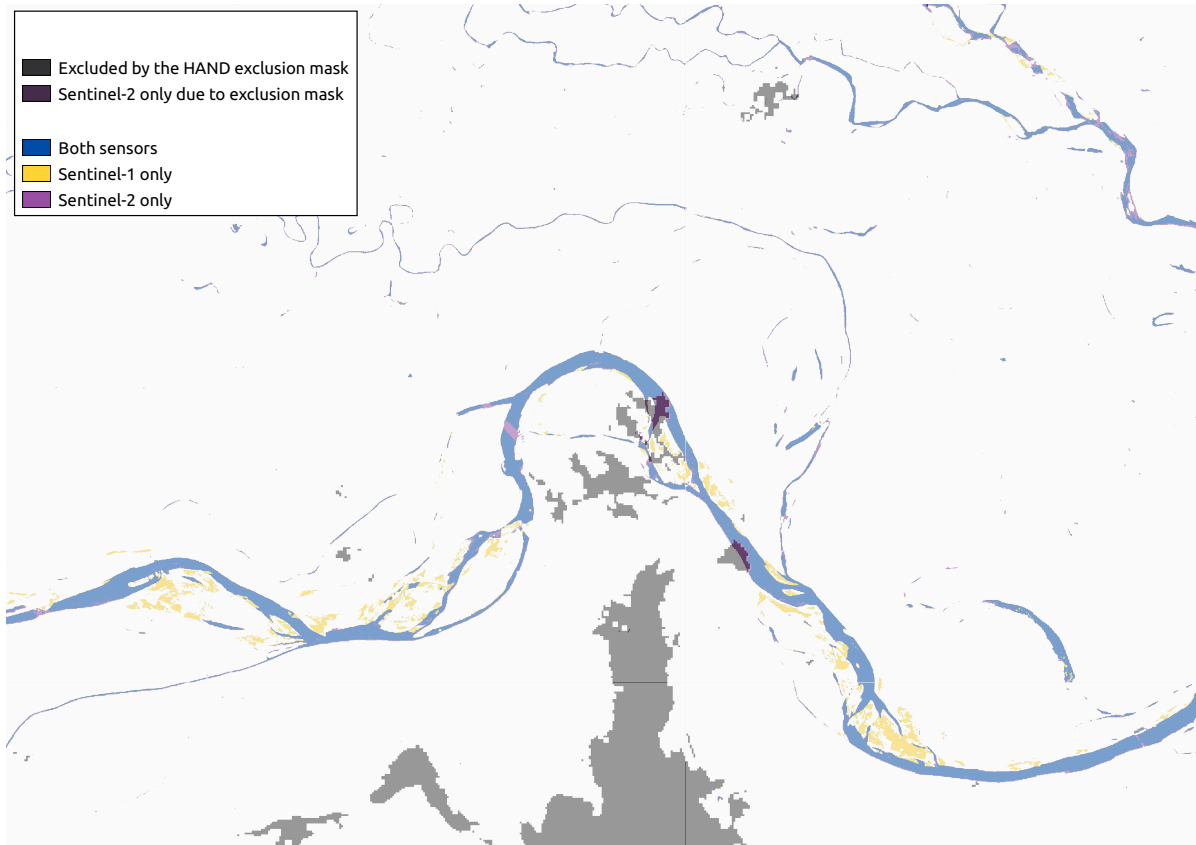 Excluded by the HAND exclusion mask
Sentinel-2 only due to exclusion mask
Both sensors
Sentinel-1 only
Sentinel-2 only